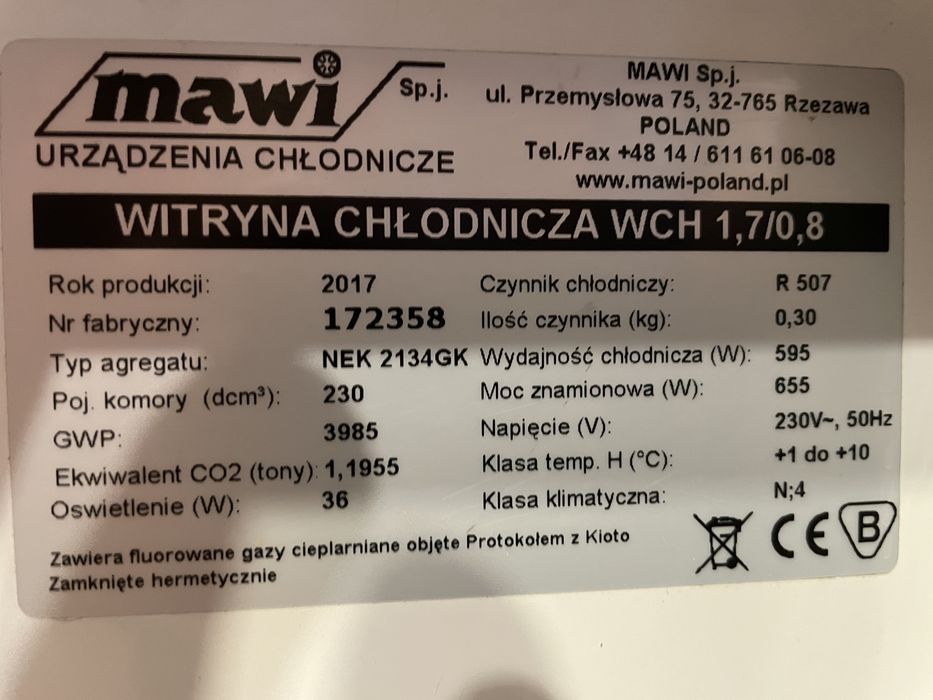 mawi Sp.j.
URZĄDZENIA CHŁODNICZE
MAWI Sp.j.
ul. Przemysłowa 75, 32-765 Rzezawa
POLAND
Tel./Fax +48 14 / 611 61 06-08
www.mawi-poland.pl
WITRYNA CHŁODNICZA WCH 1,7/0,8
Rok produkcji: 2017 Czynnik chłodniczy: R 507
Nr fabryczny: 172358 Ilość czynnika (kg): 0,30
Typ agregatu: NEK 2134GK Wydajność chłodnicza (W): 595
Poj. komory (dcm³): 230 Moc znamionowa (W): 655
GWP: 3985 Napięcie (V): 230V~, 50Hz
Ekwiwalent CO2 (tony): 1,1955 Klasa temp. H (°C): +1 do +10
Oswietlenie (W): 36 Klasa klimatyczna: N;4
Zawiera fluorowane gazy cieplarniane objęte Protokołem z Kioto
Zamknięte hermetycznie
CE B